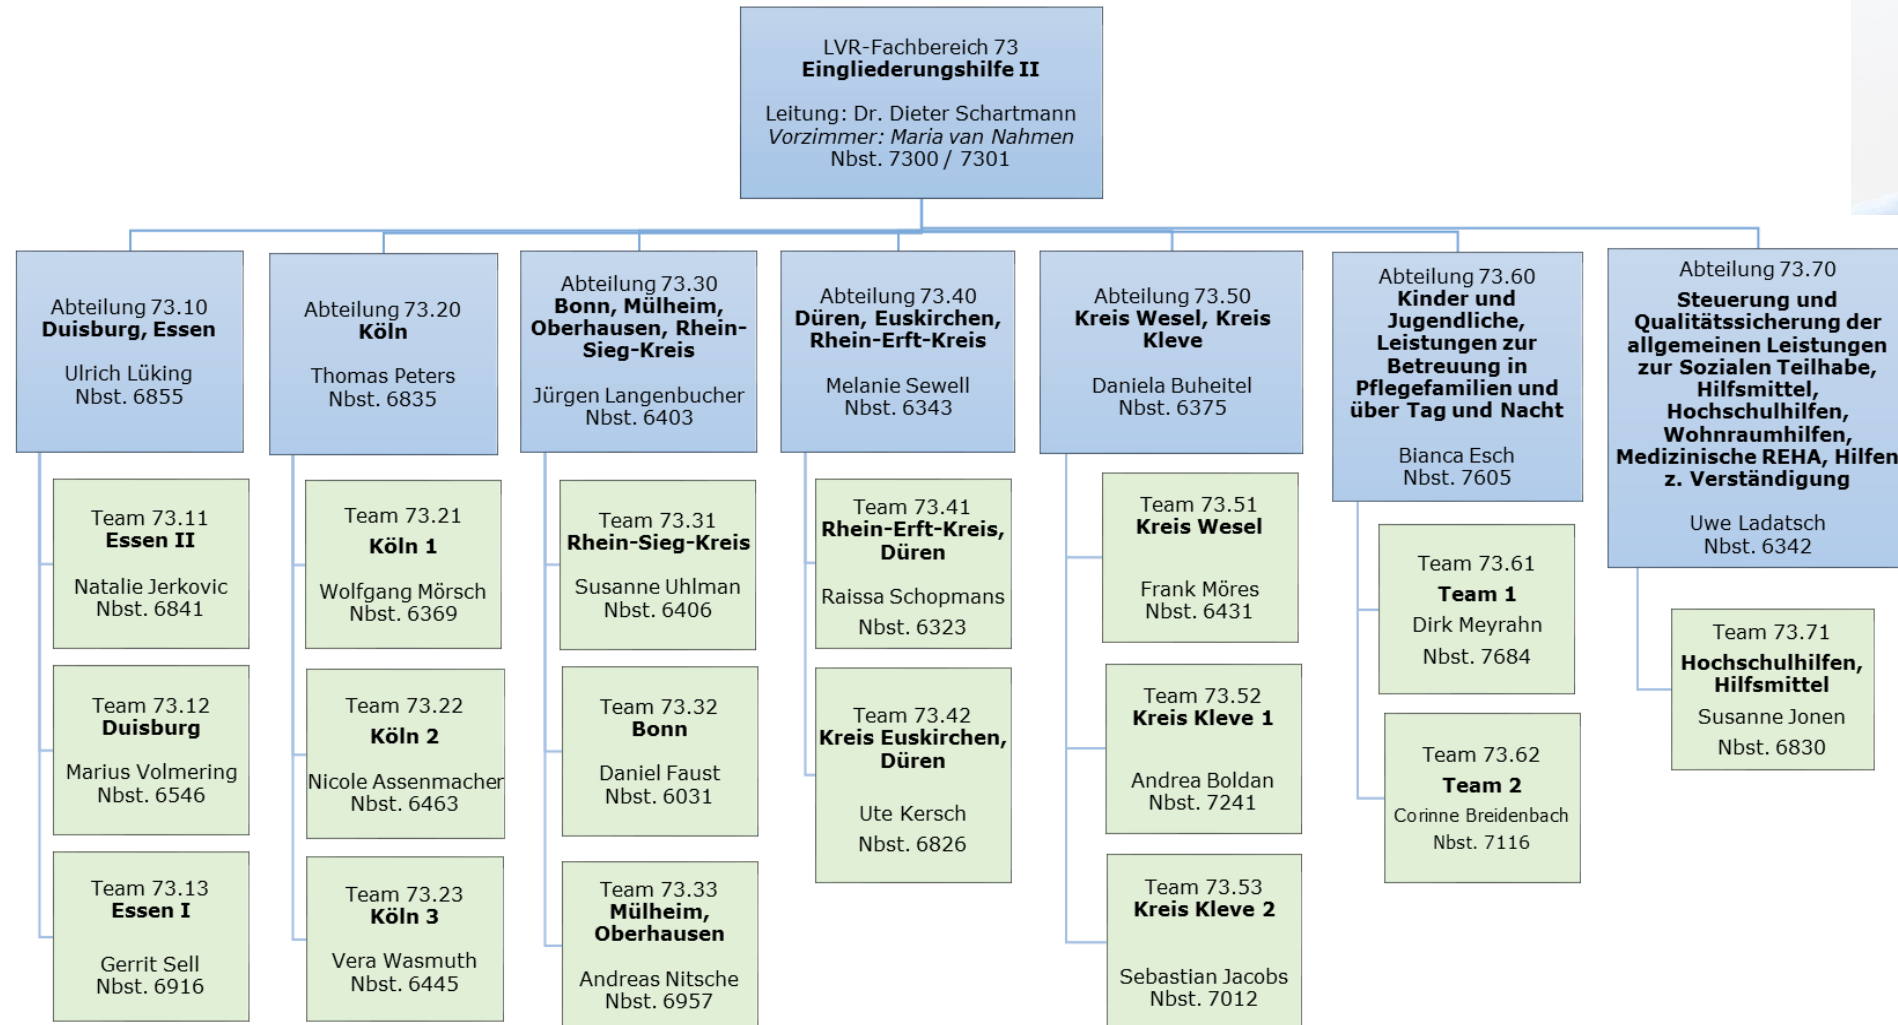 LVR-Fachbereich 73
Eingliederungshilfe II
Leitung: Dr. Dieter Schartmann
Vorzimmer: Maria van Nahmen
Nbst. 7300 / 7301
Abteilung 73.10
Duisburg, Essen
Ulrich Lüking
Nbst. 6855
Team 73.11
Essen II
Natalie Jerkovic
Nbst. 6841
Team 73.12
Duisburg
Marius Volmering
Nbst. 6546
Team 73.13
Essen I
Gerrit Sell
Nbst. 6916
Abteilung 73.20
Köln
Thomas Peters
Nbst. 6835
Team 73.21
Köln 1
Wolfgang Mörsch
Nbst. 6369
Team 73.22
Köln 2
Nicole Assenmacher
Nbst. 6463
Team 73.23
Köln 3
Vera Wasmuth
Nbst. 6445
Abteilung 73.30
Bonn, Mülheim,
Oberhausen, Rhein-
Sieg-Kreis
Jürgen Langenbucher
Nbst. 6403
Team 73.31
Rhein-Sieg-Kreis
Susanne Uhlman
Nbst. 6406
Team 73.32
Bonn
Daniel Faust
Nbst. 6031
Team 73.33
Mülheim,
Oberhausen
Andreas Nitsche
Nbst. 6957
Abteilung 73.40
Düren, Euskirchen,
Rhein-Erft-Kreis
Melanie Sewell
Nbst. 6343
Team 73.41
Rhein-Erft-Kreis,
Düren
Raissa Schopmans
Nbst. 6323
Team 73.42
Kreis Euskirchen,
Düren
Ute Kersch
Nbst. 6826
Abteilung 73.50
Kreis Wesel, Kreis
Kleve
Daniela Buheitel
Nbst. 6375
Team 73.51
Kreis Wesel
Frank Möres
Nbst. 6431
Team 73.52
Kreis Kleve 1
Andrea Boldan
Nbst. 7241
Team 73.53
Kreis Kleve 2
Sebastian Jacobs
Nbst. 7012
Abteilung 73.60
Kinder und
Jugendliche,
Leistungen zur
Betreuung in
Pflegefamilien und
über Tag und Nacht
Bianca Esch
Nbst. 7605
Team 73.61
Team 1
Dirk Meyrahn
Nbst. 7684
Team 73.62
Team 2
Corinne Breidenbach
Nbst. 7116
Abteilung 73.70
Steuerung und
Qualitätssicherung der
allgemeinen Leistungen
zur Sozialen Teilhabe,
Hilfsmittel,
Hochschulhilfen,
Wohnraumhilfen,
Medizinische REHA, Hilfen
z. Verständigung
Uwe Ladatsch
Nbst. 6342
Team 73.71
Hochschulhilfen,
Hilfsmittel
Susanne Jonen
Nbst. 6830